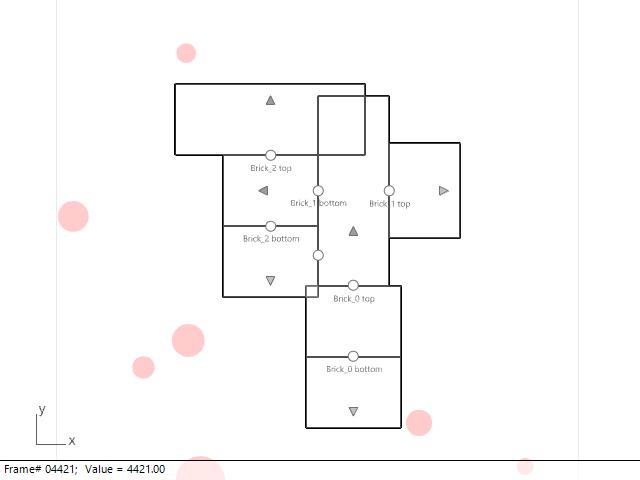 Brick_2 top
Brick_1 bottom
Brick_1 top
Brick_2 bottom
Brick_0 top
Brick_0 bottom
y
x
Frame# 04421; Value = 4421.00